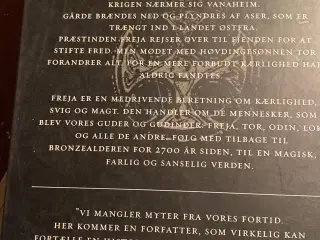 KRIGEN NÆRMER SIG VANAHEIM.
GÅRDE BRÆNDES NED OG PLYNDRES AF ASER, SOM ER
TRÆNGT IND I LANDET ØSTFRA.
PRÆSTINDEN FREJA REJSER OVER TIL FJENDEN FOR AT
STIFTE FRED. MEN MØDET MED HØVDINGESØNNEN TOR
FORANDRER ALT. FOR EN MERE FORBUDT KÆRLIGHED HAR
ALDRIG FANDTES.
FREJA ER EN MEDRIVENDE BERETNING OM KÆRLIGHED,
SVIG OG MAGT. DEN HANDLER OM DE MENNESKER, SOM
BLEV VORES GUDER OG GUDINDER: FREJA, TOR, ODIN, LOKE
OG ALLE DE ANDRE. FØLG MED TILBAGE TIL
BRONZEALDEREN FOR 2700 ÅR SIDEN, TIL EN MAGISK,
FARLIG OG SANSELIG VERDEN.
"VI MANGLER MYTER FRA VORES FORTID.
HER KOMMER EN FORFATTER, SOM VIRKELIG KAN
FORTÆLLE EN